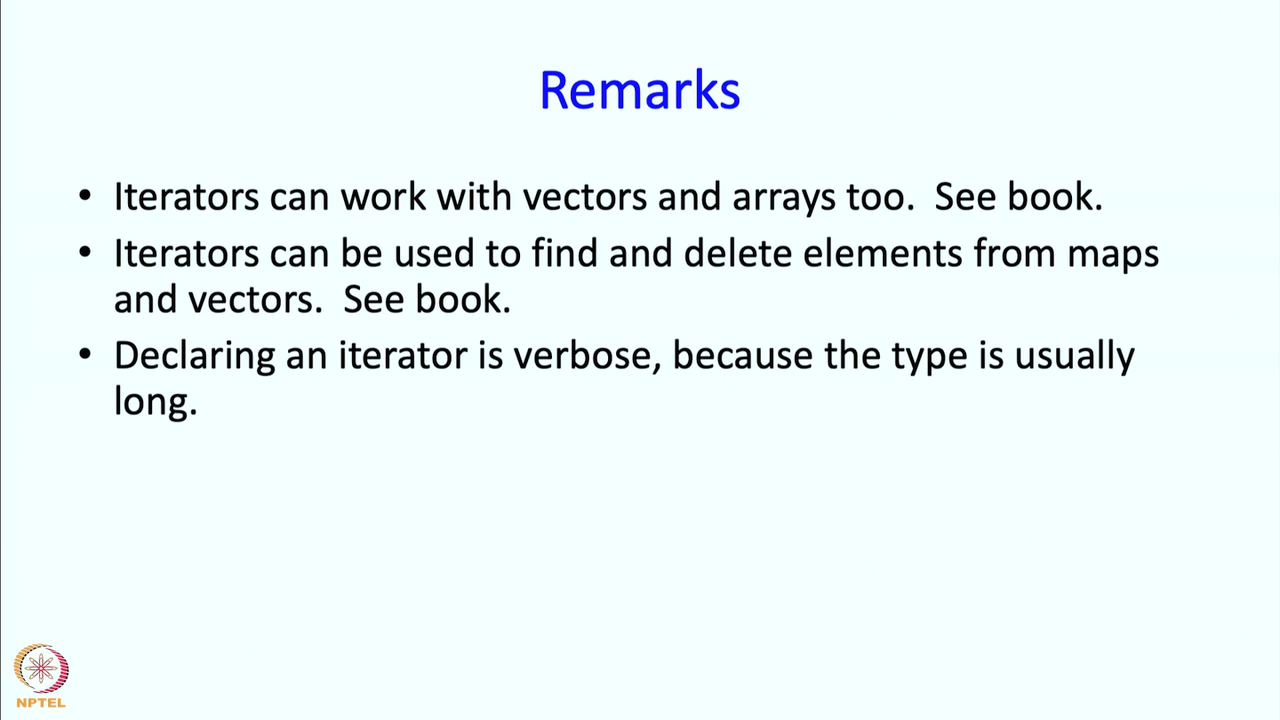 Remarks
• Iterators can work with vectors and arrays too.  See book.
• Iterators can be used to find and delete elements from maps
and vectors.  See book.
• Declaring an iterator is verbose, because the type is usually
long.
NPTEL